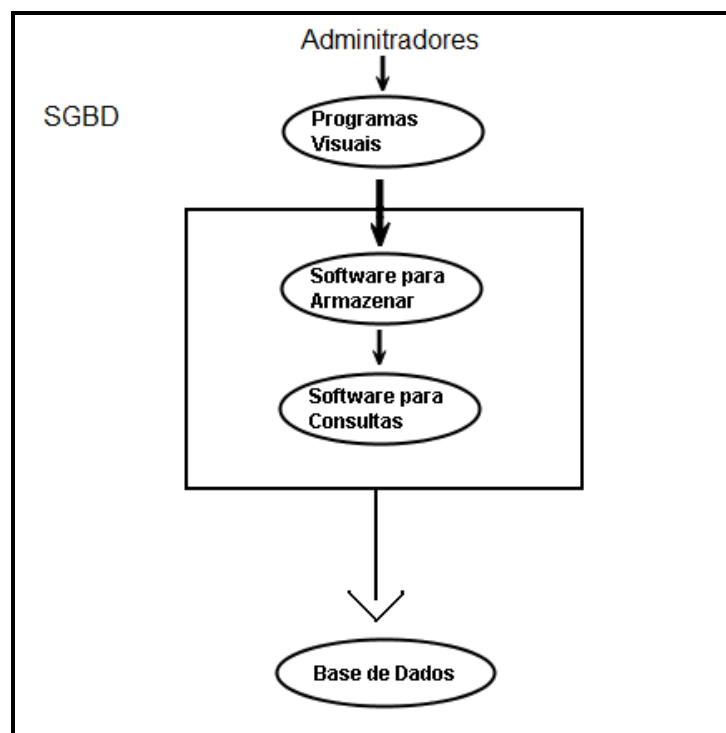 Adminitradores
SGBD
Programas
Visuais
Software para
Armazenar
Software para
Consultas
Base de Dados